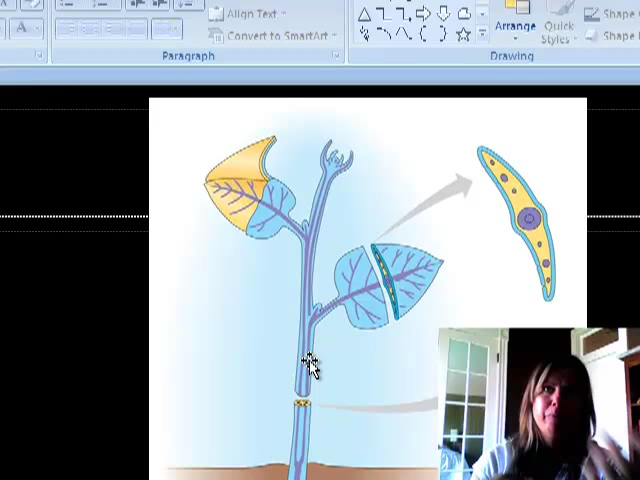 A
Align Text
Convert to SmartArt
Paragraph
Arrange
Quick
Styles
Shape
Shape
Drawing